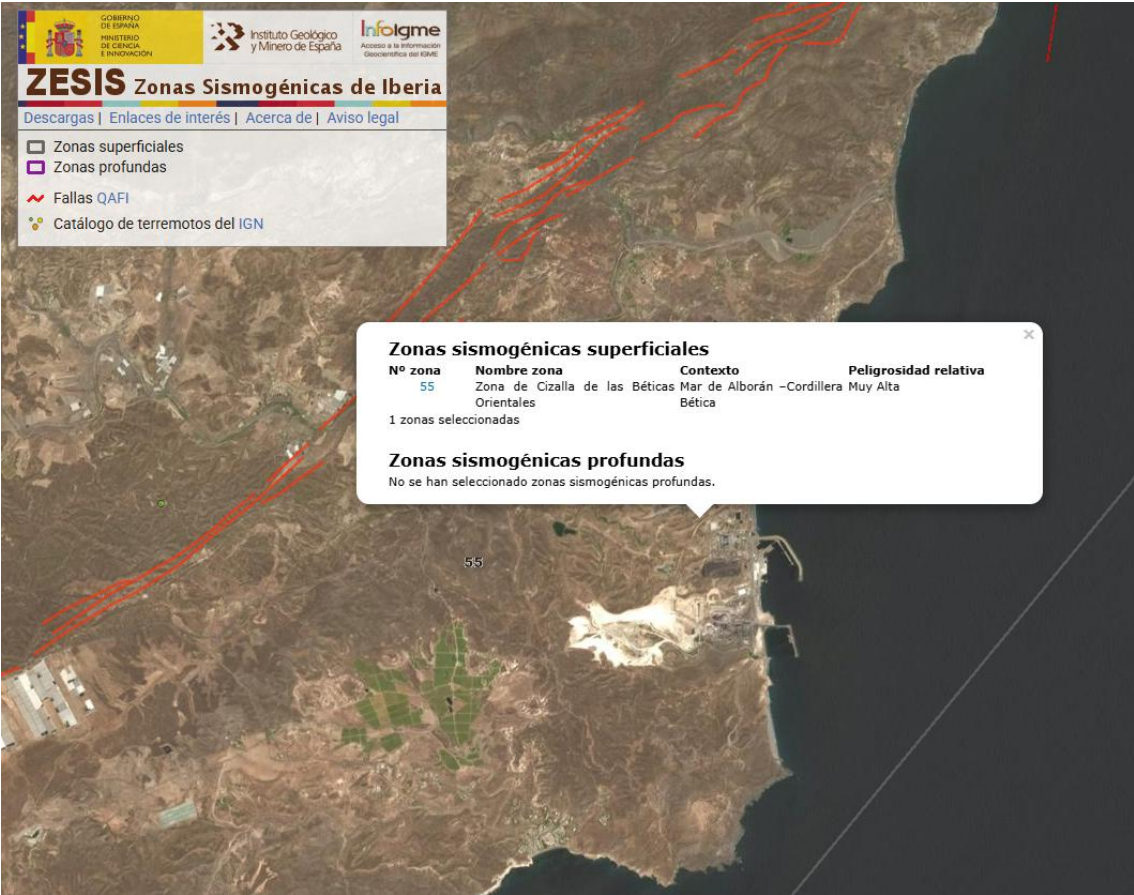 GOBIERNO
DE ESPAÑA
MINISTERIO
DE CIENCIA
E INNOVACIÓN
Instituto Geológico
y Minero de España
InfoIgme
Acceso a la Información
Geocientífica del IGME
ZESIS Zonas Sismogénicas de Iberia
Descargas | Enlaces de interés | Acerca de | Aviso legal
Zonas superficiales
Zonas profundas
Fallas QAFI
Catálogo de terremotos del IGN
×
Zonas sismogénicas superficiales
Nº zona Nombre zona Contexto Peligrosidad relativa
55 Zona de Cizalla de las Béticas Mar de Alborán –Cordillera Muy Alta
Orientales Bética
1 zonas seleccionadas
Zonas sismogénicas profundas
No se han seleccionado zonas sismogénicas profundas.
55